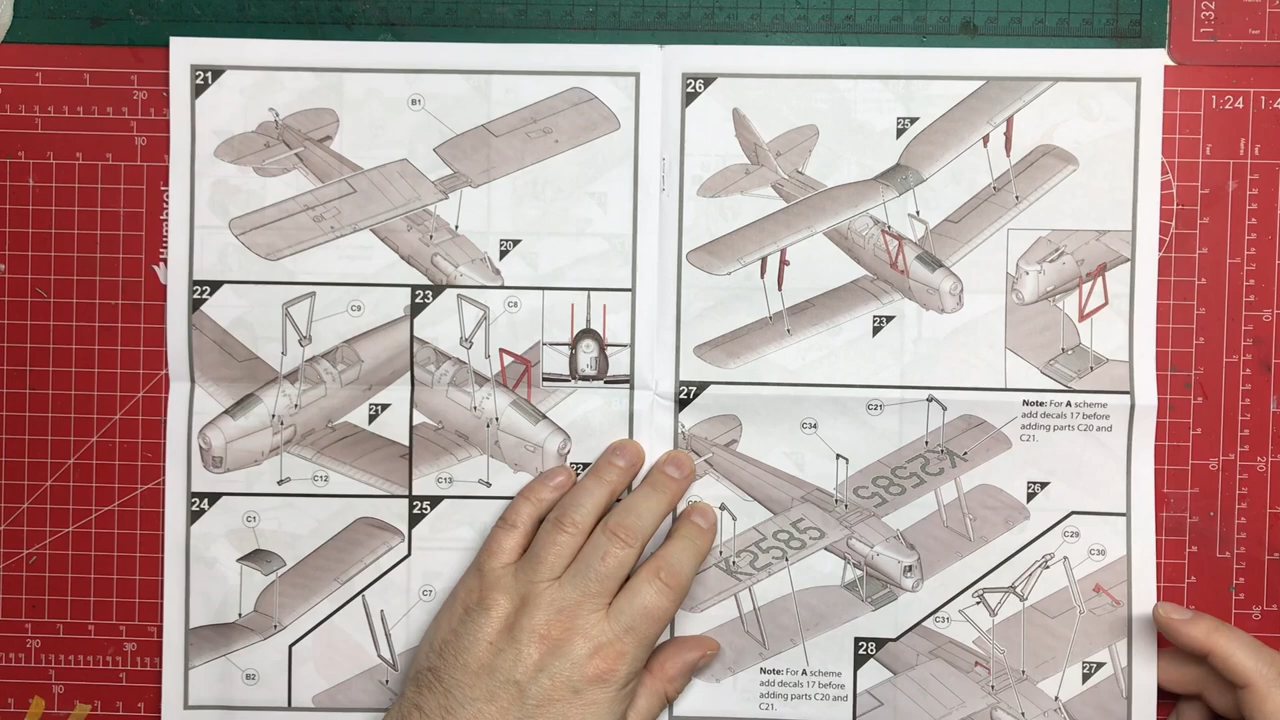 1:32
1:24
Humbrol
21
B1
20
22
C9
21
C12
23
C8
C13
22
24
C1
B2
25
C7
26
25
23
27
Note: For A scheme
add decals 17 before
adding parts C20 and
C21.
C21
C34
K2585
K2585
26
Note: For A scheme
add decals 17 before
adding parts C20 and
C21.
28
C29
C30
C31
27